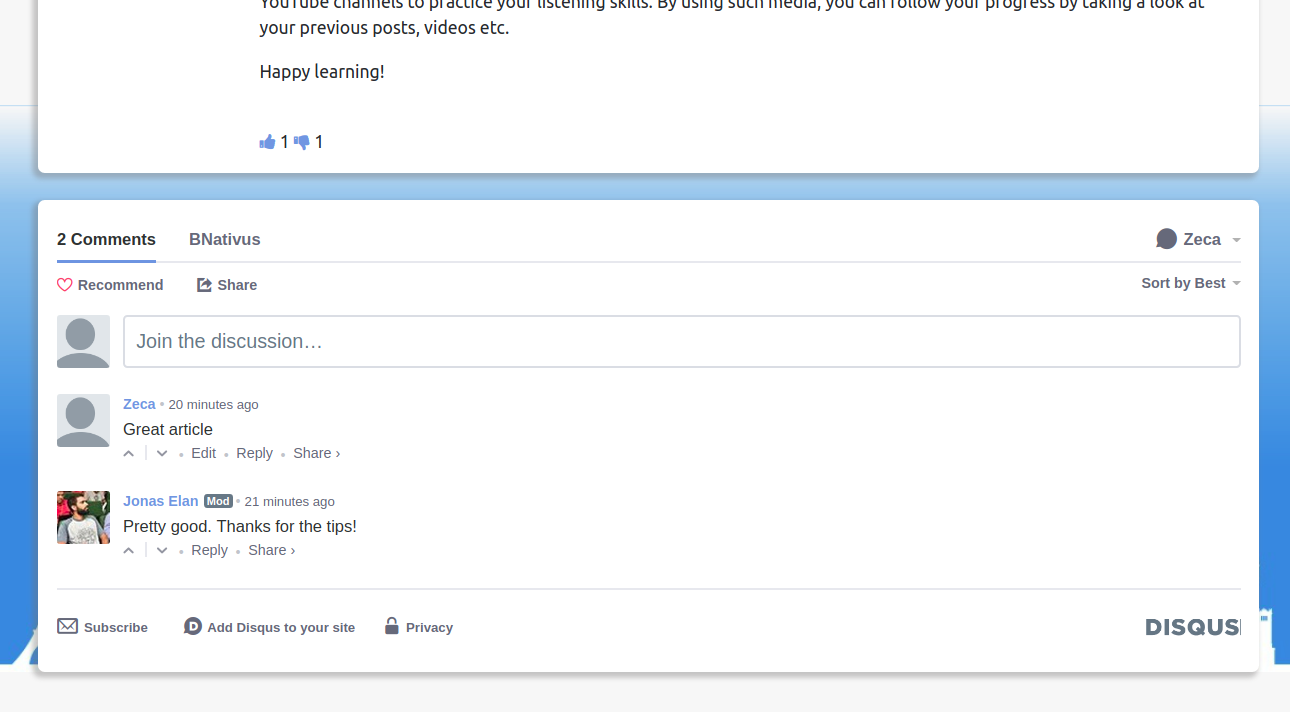 YouTube channels to practice your listening skills. By using such media, you can follow your progress by taking a look at
your previous posts, videos etc.
Happy learning!
1 1
2 Comments BNativus Zeca
Recommend Share Sort by Best
Join the discussion…
Zeca • 20 minutes ago
Great article
Edit • Reply • Share ›
Jonas Elan Mod • 21 minutes ago
Pretty good. Thanks for the tips!
Reply • Share ›
Subscribe Add Disqus to your site Privacy DISQUS